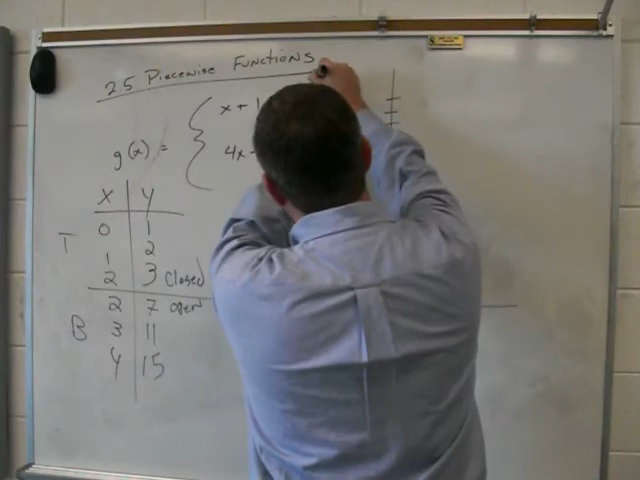 2.5 Piecewise Functions
x + 1
g(x) = {
4x -
X Y
0 1
T
1 2
2 3 Closed
2 7 open
B 3 11
4 15